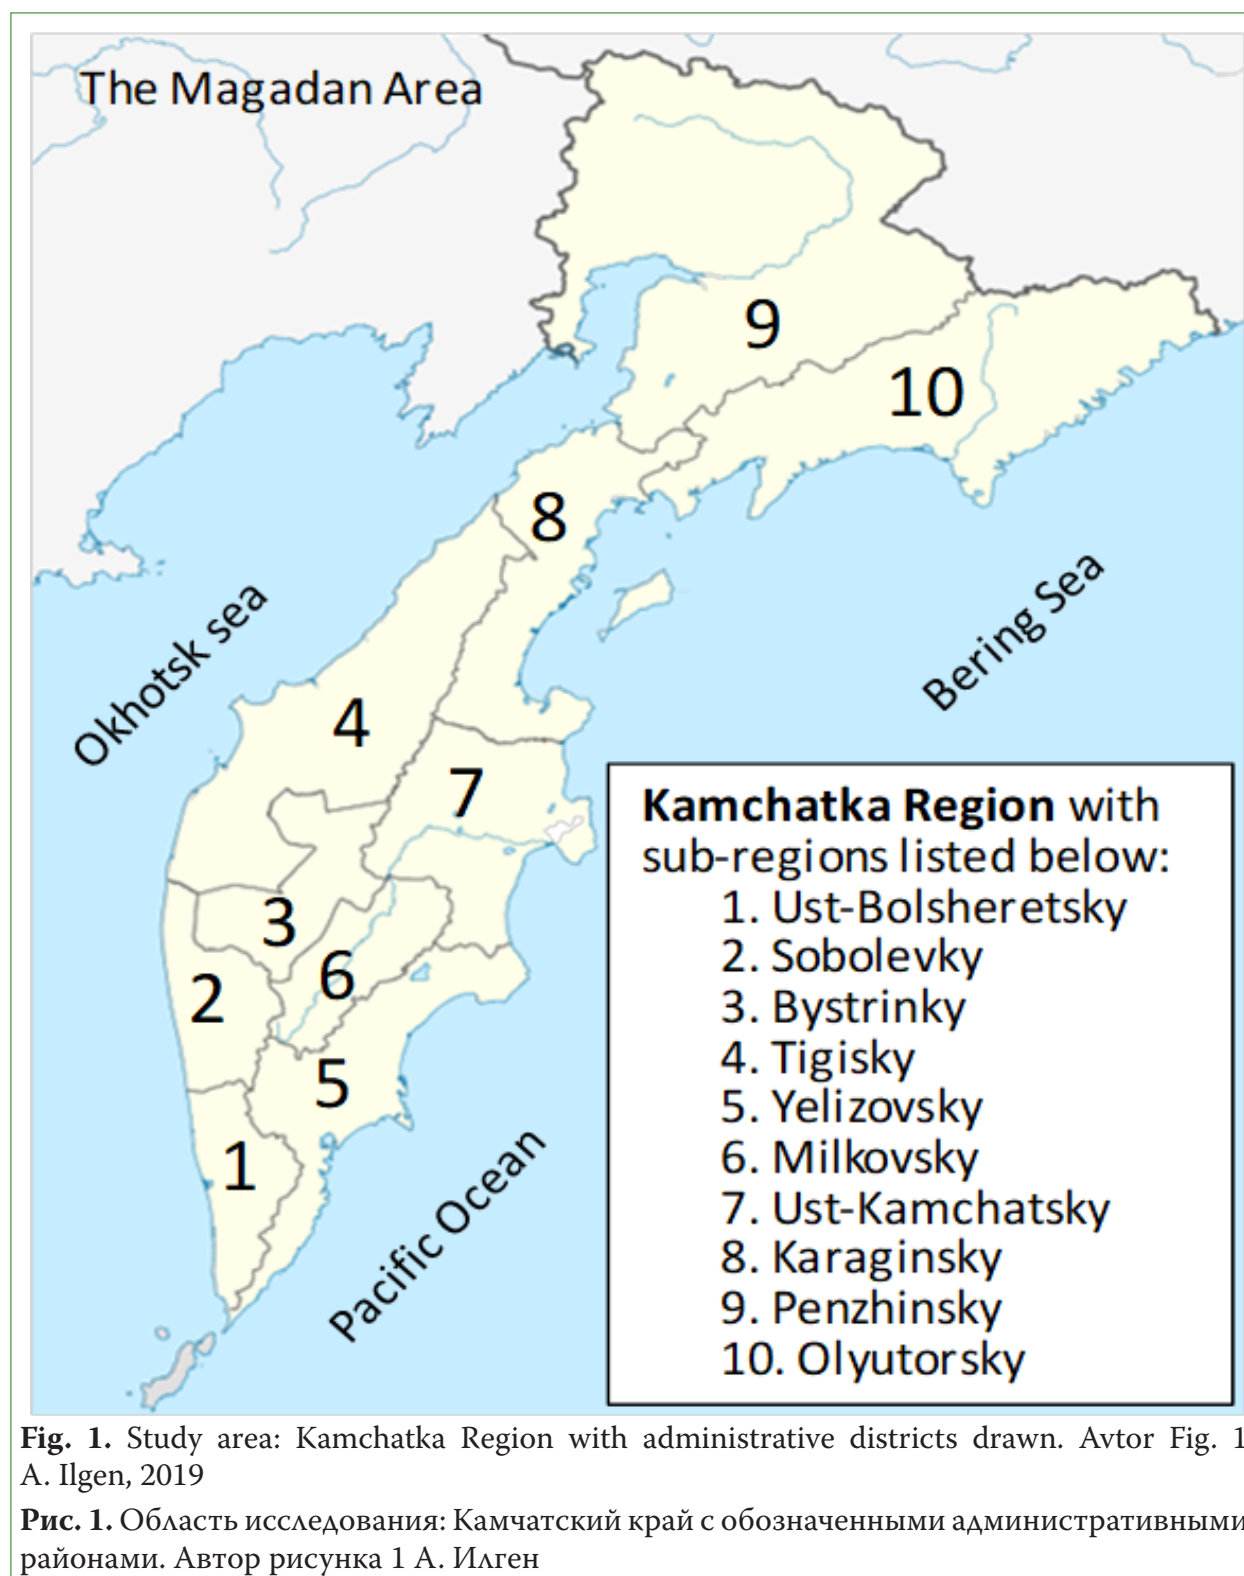 The Magadan Area
9
10
8
Okhotsk sea
Bering Sea
4
7
Kamchatka Region with
sub-regions listed below:
1. Ust-Bolsheretsky
2. Sobolevky
3. Bystrinky
4. Tigisky
5. Yelizovsky
6. Milkovsky
7. Ust-Kamchatsky
8. Karaginsky
9. Penzhinsky
10. Olyutorsky
3
6
2
5
1
Pacific Ocean
Fig. 1. Study area: Kamchatka Region with administrative districts drawn. Avtor Fig. 1
A. Ilgen, 2019
Рис. 1. Область исследования: Камчатский край с обозначенными административными
районами. Автор рисунка 1 А. Илген